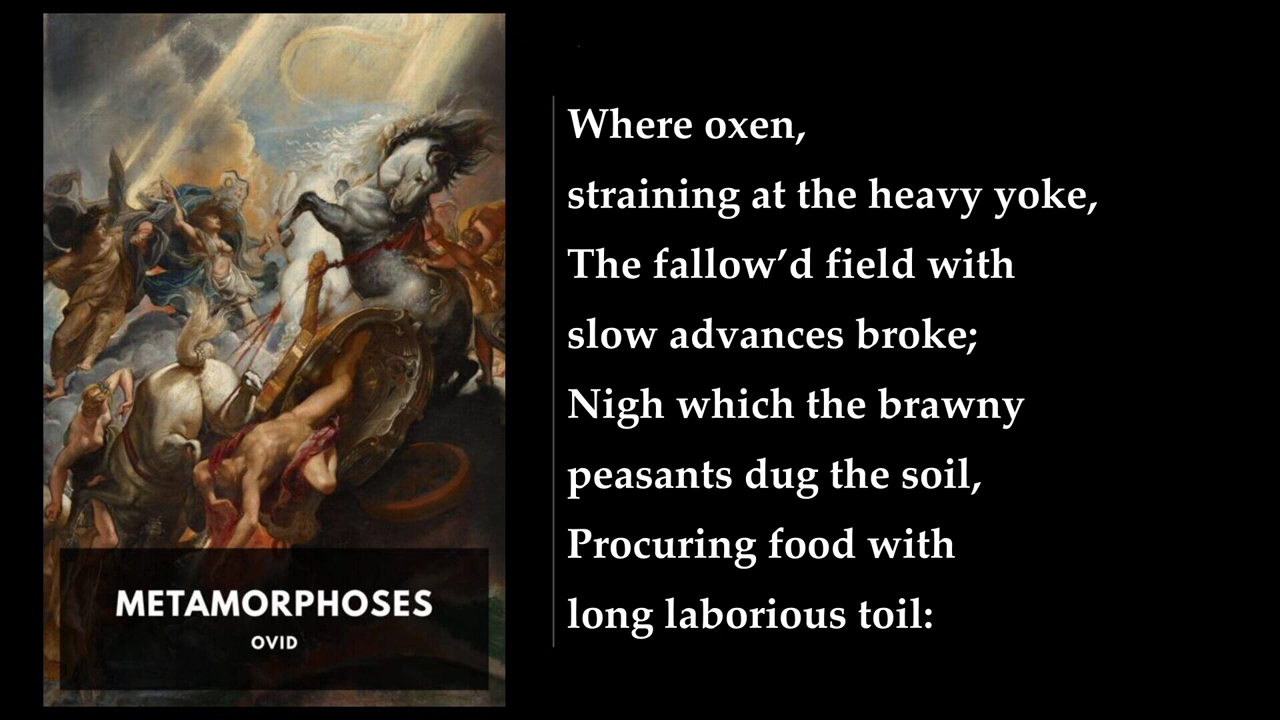 METAMORPHOSES
OVID
Where oxen,
straining at the heavy yoke,
The fallow’d field with
slow advances broke;
Nigh which the brawny
peasants dug the soil,
Procuring food with
long laborious toil: